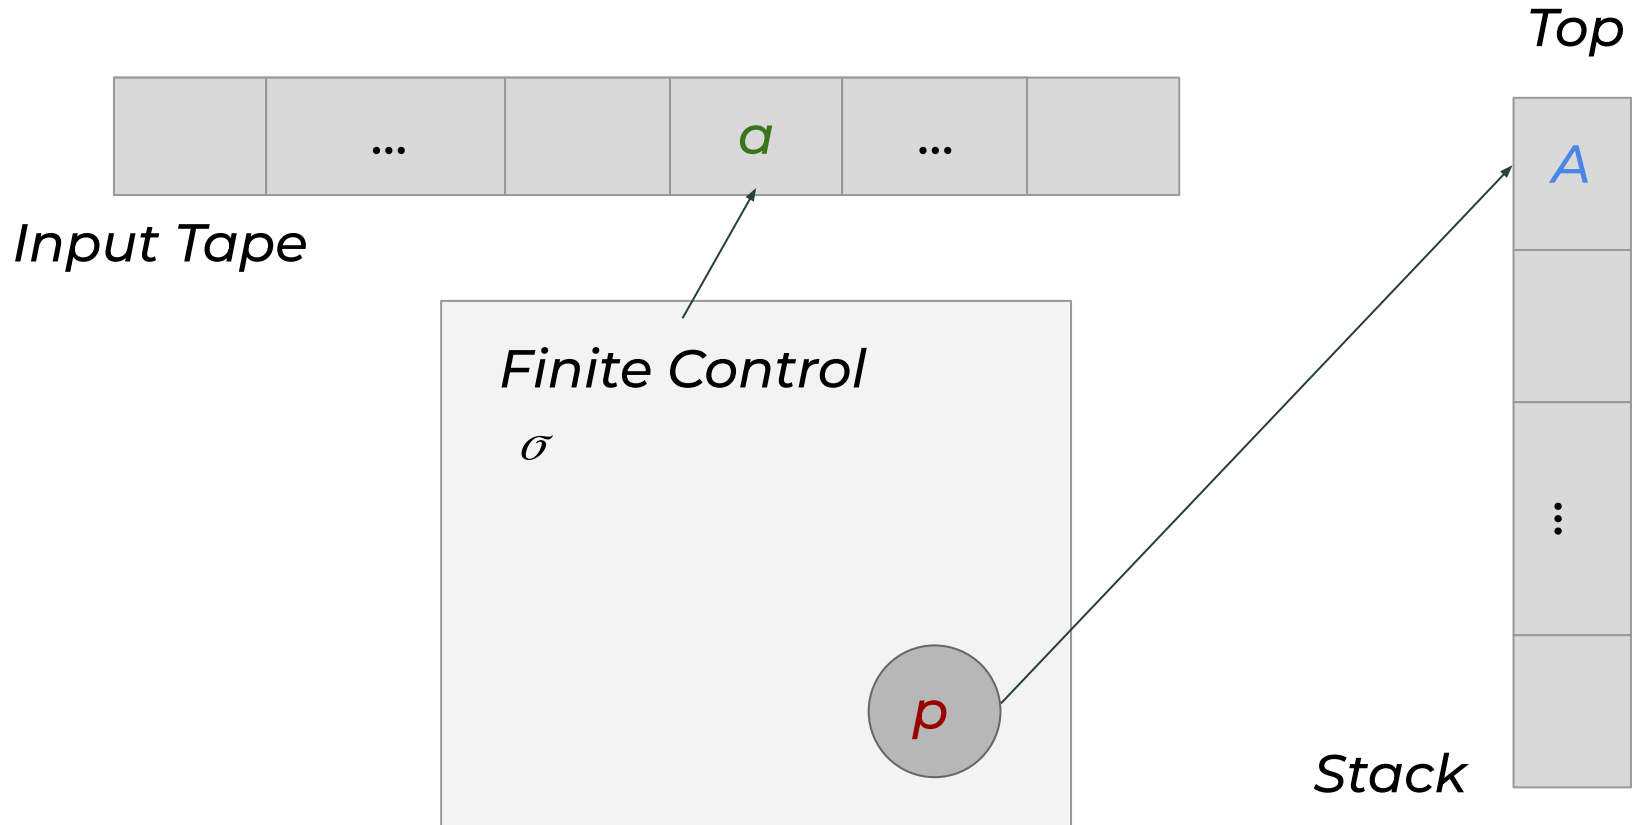 Top
... a ...
A
Input Tape
Finite Control
σ
⋮
p
Stack